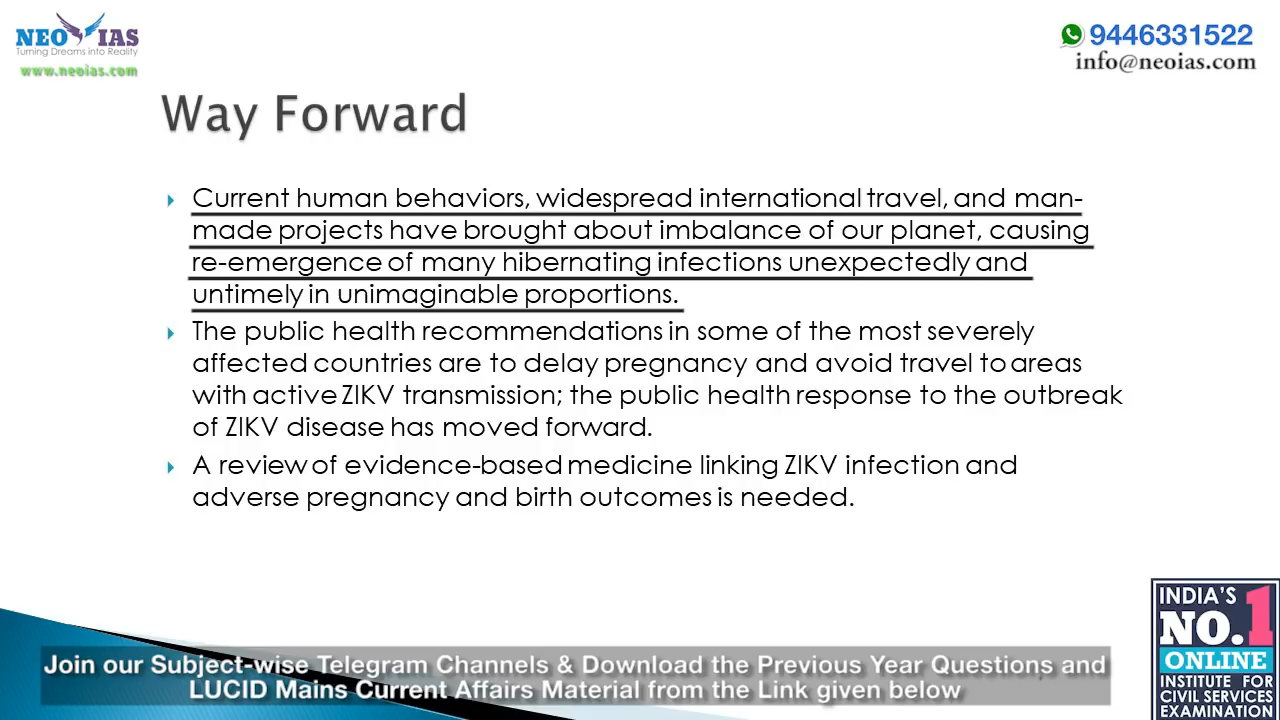 NEO IAS
Turning Dreams into Reality
www.neoias.com
9446331522
info@neoias.com
Way Forward
Current human behaviors, widespread international travel, and man-
made projects have brought about imbalance of our planet, causing
re-emergence of many hibernating infections unexpectedly and
untimely in unimaginable proportions.
The public health recommendations in some of the most severely
affected countries are to delay pregnancy and avoid travel to areas
with active ZIKV transmission; the public health response to the outbreak
of ZIKV disease has moved forward.
A review of evidence-based medicine linking ZIKV infection and
adverse pregnancy and birth outcomes is needed.
INDIA'S
NO.1
ONLINE
INSTITUTE FOR
CIVIL SERVICES
EXAMINATION
Join our Subject-wise Telegram Channels & Download the Previous Year Questions and
LUCID Mains Current Affairs Material from the Link given below